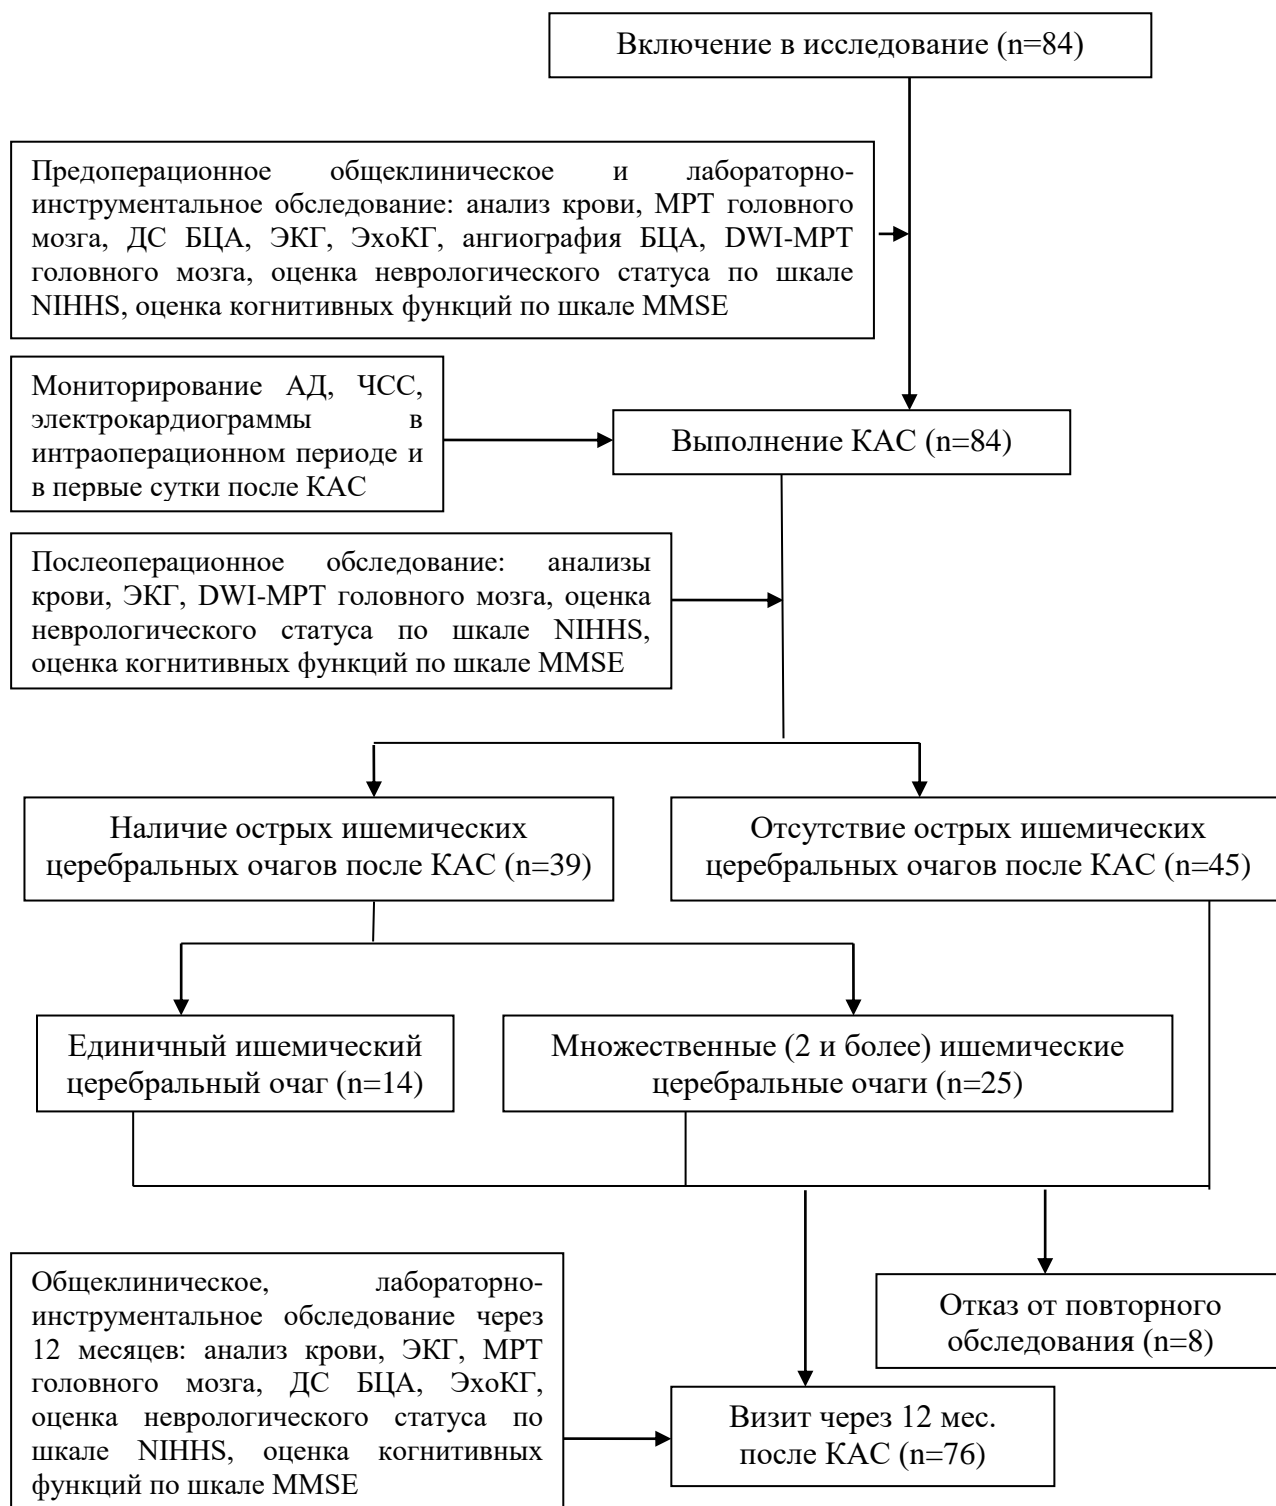 Включение в исследование (n=84)
Предоперационное общеклиническое и лабораторно-
инструментальное обследование: анализ крови, МРТ головного
мозга, ДС БЦА, ЭКГ, ЭхоКГ, ангиография БЦА, DWI-МРТ
головного мозга, оценка неврологического статуса по шкале
NIHHS, оценка когнитивных функций по шкале MMSE
Мониторирование АД, ЧСС,
электрокардиограммы в
интраоперационном периоде и
в первые сутки после КАС
Выполнение КАС (n=84)
Послеоперационное обследование: анализы
крови, ЭКГ, DWI-МРТ головного мозга, оценка
неврологического статуса по шкале NIHHS,
оценка когнитивных функций по шкале MMSE
Наличие острых ишемических
церебральных очагов после КАС (n=39)
Отсутствие острых ишемических
церебральных очагов после КАС (n=45)
Единичный ишемический
церебральный очаг (n=14)
Множественные (2 и более) ишемические
церебральные очаги (n=25)
Общеклиническое, лабораторно-
инструментальное обследование через
12 месяцев: анализ крови, ЭКГ, МРТ
головного мозга, ДС БЦА, ЭхоКГ,
оценка неврологического статуса по
шкале NIHHS, оценка когнитивных
функций по шкале MMSE
Отказ от повторного
обследования (n=8)
Визит через 12 мес.
после КАС (n=76)